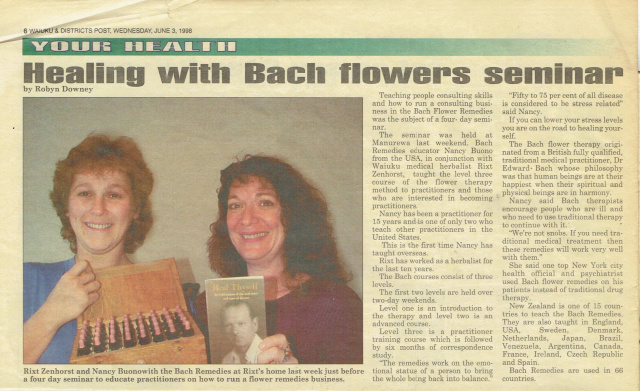 6 WAIUKU & DISTRICTS POST, WEDNESDAY, JUNE 3, 1998
YOUR HEALTH
Healing with Bach flowers seminar
by Robyn Downey
Heal Thyself
Rixt Zenhorst and Nancy Buonowith the Bach Remedies at Rixt's home last week just before
a four day seminar to educate practitioners on how to run a flower remedies business.
Teaching people consulting skills
and how to run a consulting busi-
ness in the Bach Flower Remedies
was the subject of a four- day semi-
nar.
The seminar was held at
Manurewa last weekend. Bach
Remedies educator Nancy Buono
from the USA, in conjunction with
Waiuku medical herbalist Rixt
Zenhorst, taught the level three
course of the flower therapy
method to practitioners and those
who are interested in becoming
practitioners.
Nancy has been a practitioner for
15 years and is one of only two who
teach other practitioners in the
United States.
This is the first time Nancy has
taught overseas.
Rixt has worked as a herbalist for
the last ten years.
The Bach courses consist of three
levels.
The first two levels are held over
two-day weekends.
Level one is an introduction to
the therapy and level two is an
advanced course.
Level three is a practitioner
training course which is followed
by six months of correspondence
study.
"The remedies work on the emo-
tional status of a person to bring
the whole being back into balance."
"Fifty to 75 per cent of all disease
is considered to be stress related"
said Nancy.
If you can lower your stress levels
you are on the road to healing your-
self.
The Bach flower therapy origi-
nated from a British fully qualified,
traditional medical practitioner, Dr
Edward Bach whose philosophy
was that human beings are at their
happiest when their spiritual and
physical beings are in harmony.
Nancy said Bach therapists
encourage people who are ill and
who need to use traditional therapy
to continue with it.
"We're not snobs. If you need tra-
ditional medical treatment then
these remedies will work very well
with them."
She said one top New York city
health official and psychiatrist
used Bach flower remedies on his
patients instead of traditional drug
therapy.
New Zealand is one of 15 coun-
tries to teach the Bach Remedies.
They are also taught in England,
USA, Sweden, Denmark,
Netherlands, Japan, Brazil,
Venezuela, Argentina, Canada,
France, Ireland, Czech Republic
and Spain.
Bach Remedies are used in 66
countries.